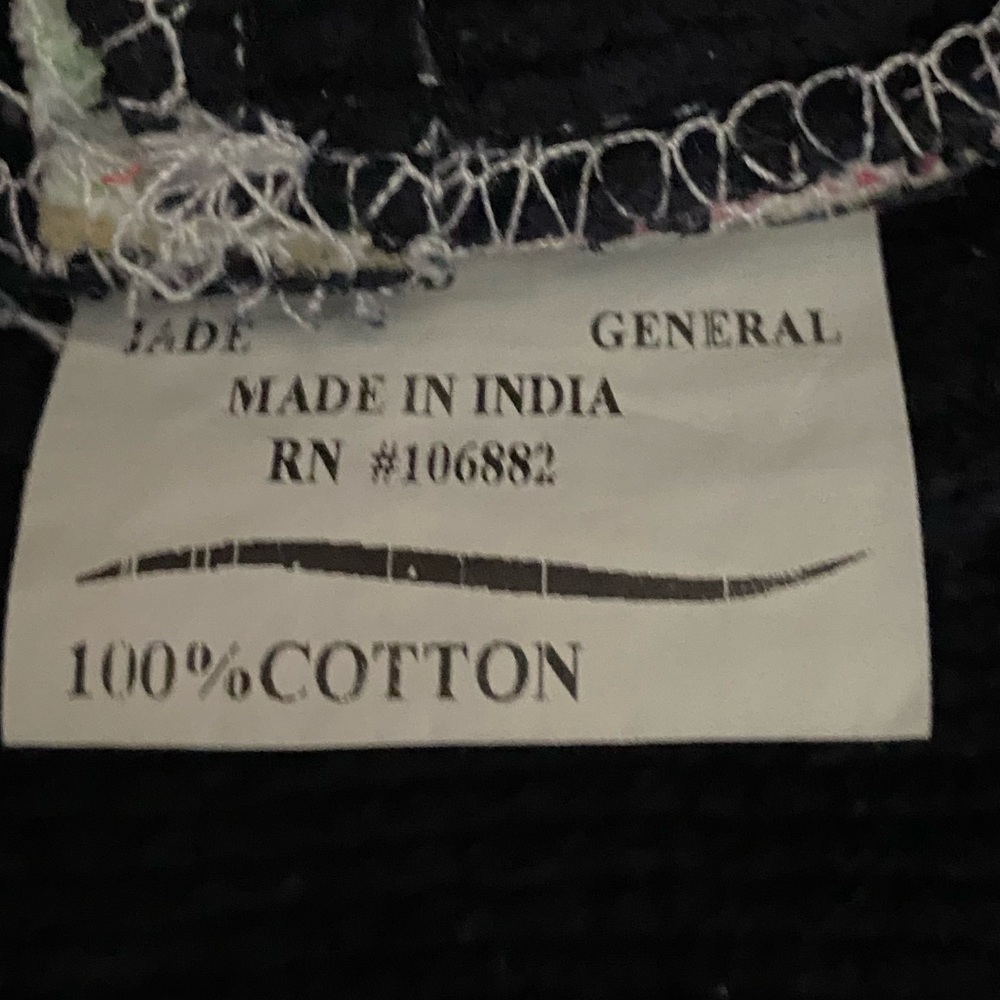 JADE GENERAL
MADE IN INDIA
RN #106882
100%COTTON